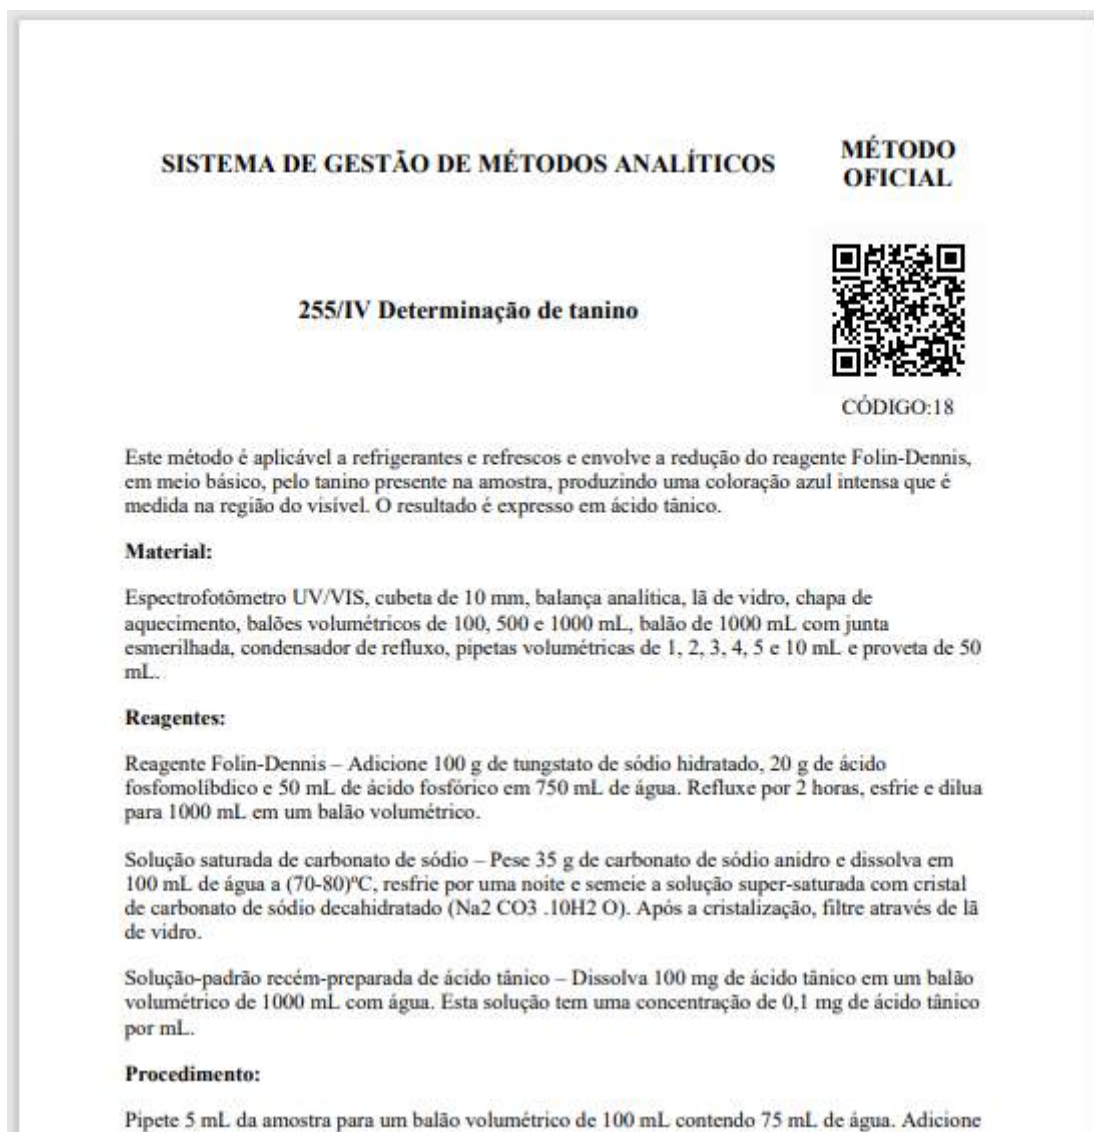 SISTEMA DE GESTÃO DE MÉTODOS ANALÍTICOS
MÉTODO
OFICIAL
255/IV Determinação de tanino
CÓDIGO:18
Este método é aplicável a refrigerantes e refrescos e envolve a redução do reagente Folin-Dennis,
em meio básico, pelo tanino presente na amostra, produzindo uma coloração azul intensa que é
medida na região do visível. O resultado é expresso em ácido tânico.
Material:
Espectrofotômetro UV/VIS, cubeta de 10 mm, balança analítica, lã de vidro, chapa de
aquecimento, balões volumétricos de 100, 500 e 1000 mL, balão de 1000 mL com junta
esmerilhada, condensador de refluxo, pipetas volumétricas de 1, 2, 3, 4, 5 e 10 mL e proveta de 50
mL.
Reagentes:
Reagente Folin-Dennis – Adicione 100 g de tungstato de sódio hidratado, 20 g de ácido
fosfomolíbdico e 50 mL de ácido fosfórico em 750 mL de água. Refluxe por 2 horas, esfrie e dilua
para 1000 mL em um balão volumétrico.
Solução saturada de carbonato de sódio – Pese 35 g de carbonato de sódio anidro e dissolva em
100 mL de água a (70-80)ºC, resfrie por uma noite e semeie a solução super-saturada com cristal
de carbonato de sódio decahidratado (Na2 CO3 .10H2 O). Após a cristalização, filtre através de lã
de vidro.
Solução-padrão recém-preparada de ácido tânico – Dissolva 100 mg de ácido tânico em um balão
volumétrico de 1000 mL com água. Esta solução tem uma concentração de 0,1 mg de ácido tânico
por mL.
Procedimento:
Pipete 5 mL da amostra para um balão volumétrico de 100 mL contendo 75 mL de água. Adicione